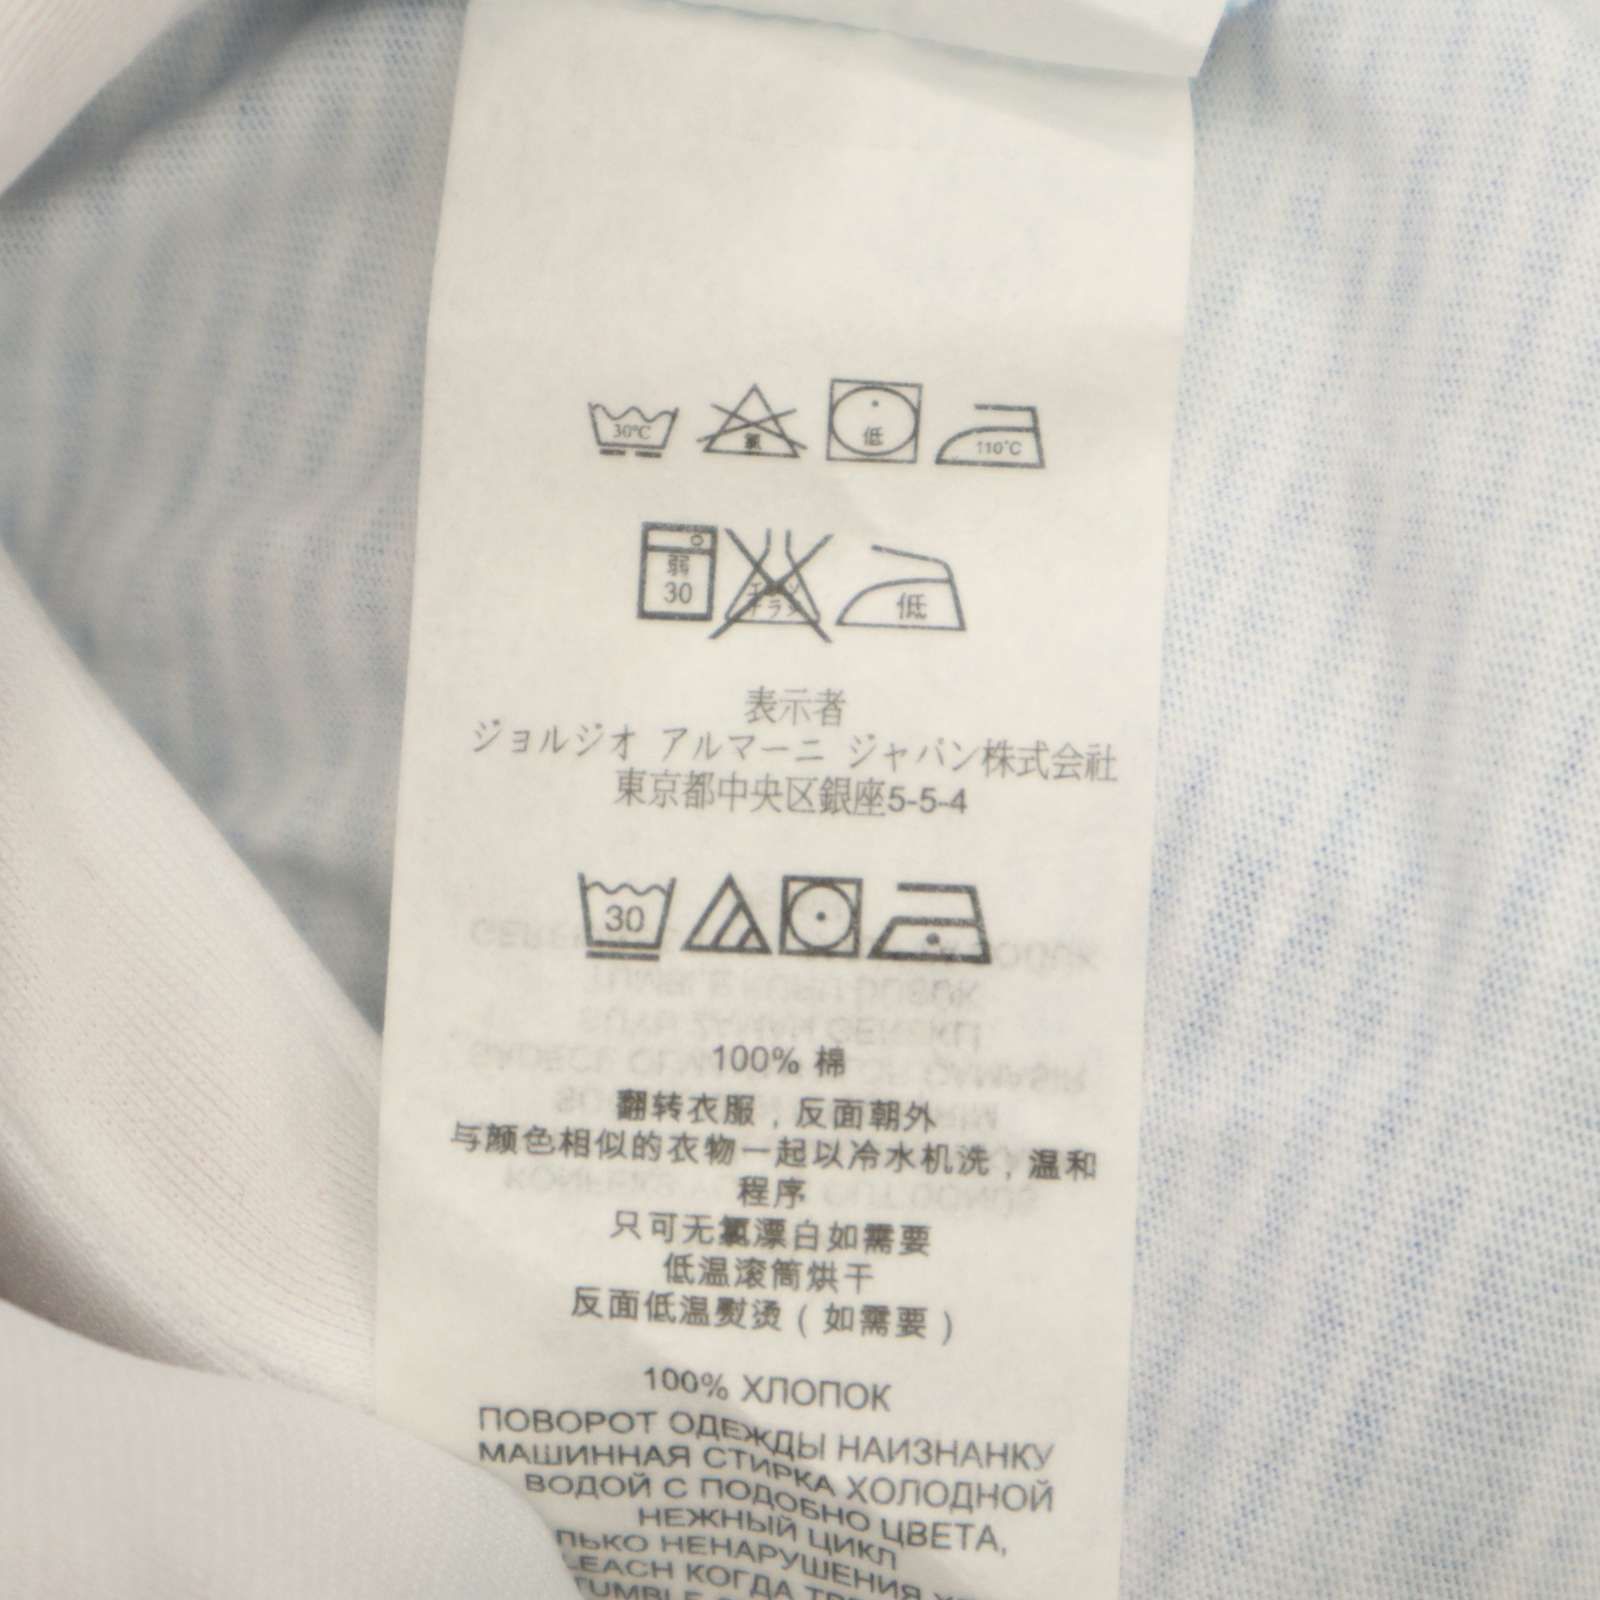 30℃ 氯 低 110℃
弱 30 低
表示者
ジョルジオ アルマーニ ジャパン株式会社
東京都中央区銀座5-5-4
30
100% 棉
翻转衣服，反面朝外
与颜色相似的衣物一起以冷水机洗，温和
程序
只可无氯漂白如需要
低温滚筒烘干
反面低温熨烫（如需要）
100% ХЛОПОК
ПОВОРОТ ОДЕЖДЫ НАИЗНАНКУ
МАШИННАЯ СТИРКА ХОЛОДНОЙ
ВОДОЙ С ПОДОБНО ЦВЕТА,
НЕЖНЫЙ ЦИКЛ
НЕНАРУШЕНИЯ
КОГДА